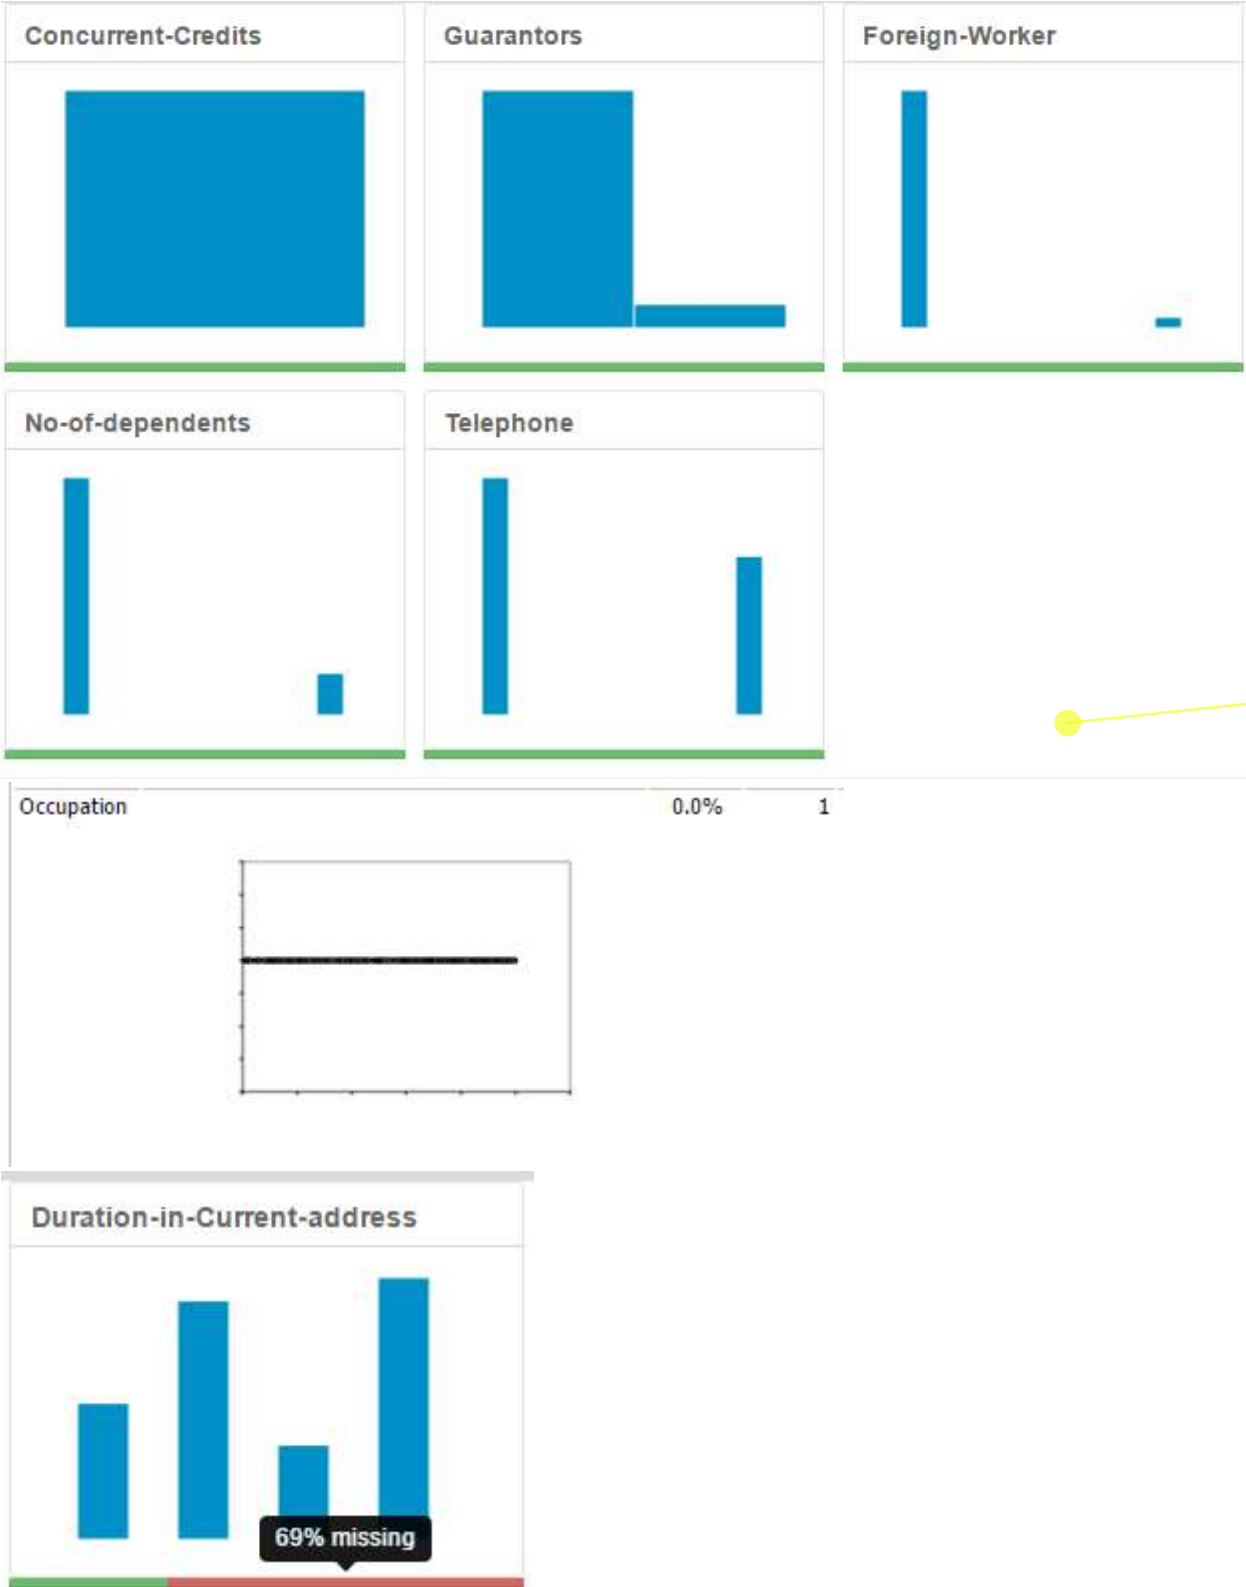 Concurrent-Credits
Guarantors
Foreign-Worker
No-of-dependents
Telephone
Occupation 0.0% 1
Duration-in-Current-address
69% missing